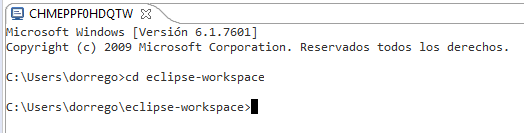 CHMEPPF0HDQTW
Microsoft Windows [Versión 6.1.7601]
Copyright (c) 2009 Microsoft Corporation. Reservados todos los derechos.
C:\Users\dorrego>cd eclipse-workspace
C:\Users\dorrego\eclipse-workspace>